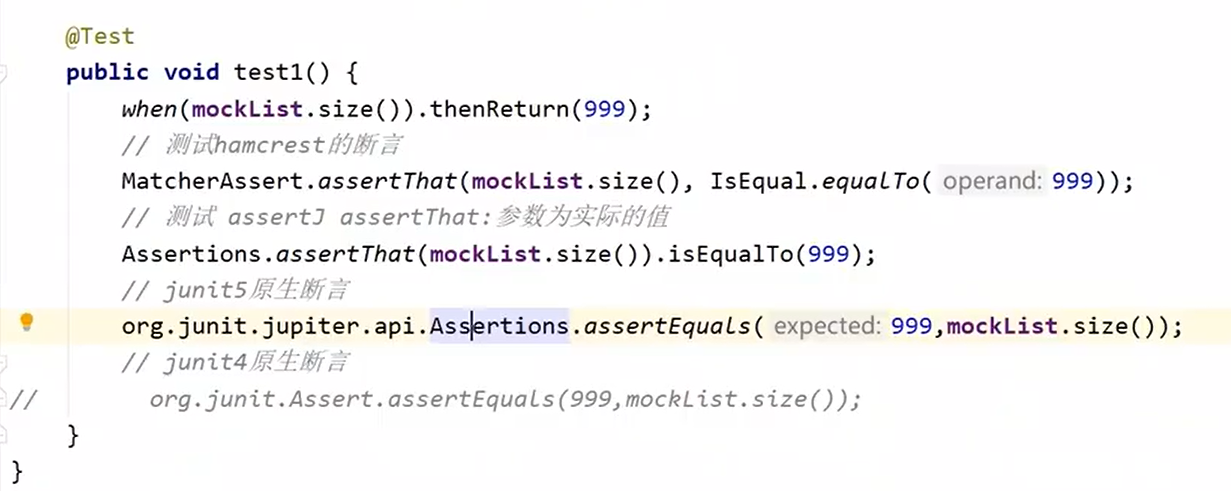 @Test
public void test1() {
when(mockList.size()).thenReturn(999);
// 测试hamcrest的断言
MatcherAssert.assertThat(mockList.size(), IsEqual.equalTo( operand: 999));
// 测试 assertJ assertThat:参数为实际的值
Assertions.assertThat(mockList.size()).isEqualTo(999);
// junit5原生断言
org.junit.jupiter.api.Assertions.assertEquals( expected: 999,mockList.size());
// junit4原生断言
// org.junit.Assert.assertEquals(999,mockList.size());
}
}